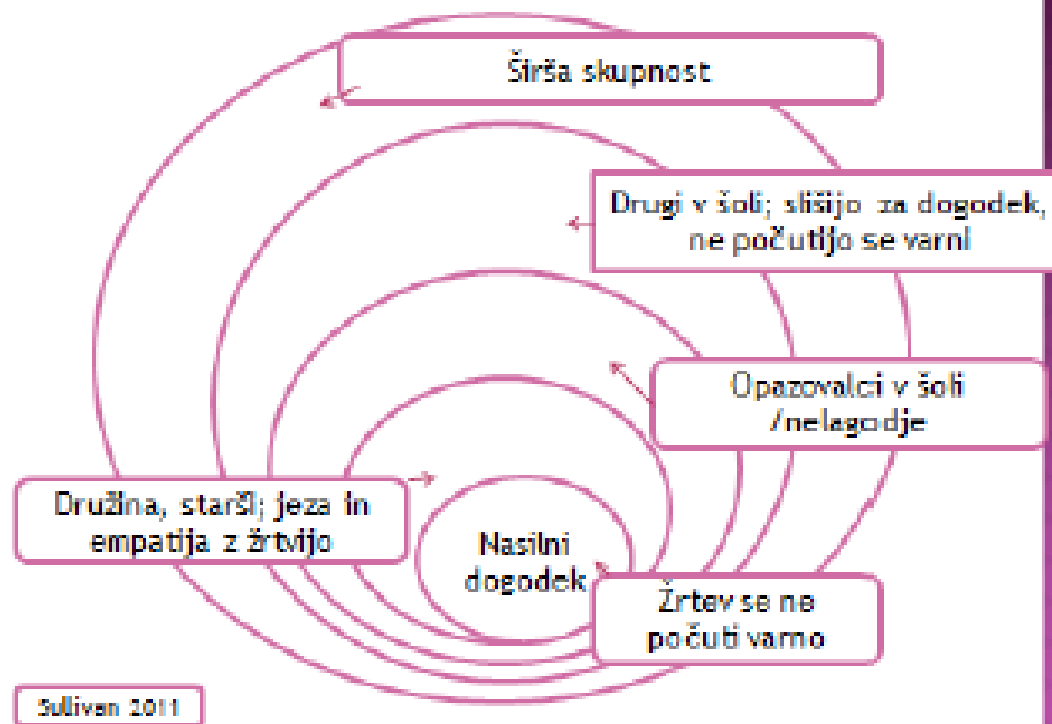 Širša skupnost
Drugi v šoli; slišijo za dogodek,
ne počutijo se varni
Opazovalci v šoli
/nelagodje
Družina, starši; jeza in
empatija z žrtvijo
Nasilni
dogodek
Žrtev se ne
počuti varno
Sullivan 2011